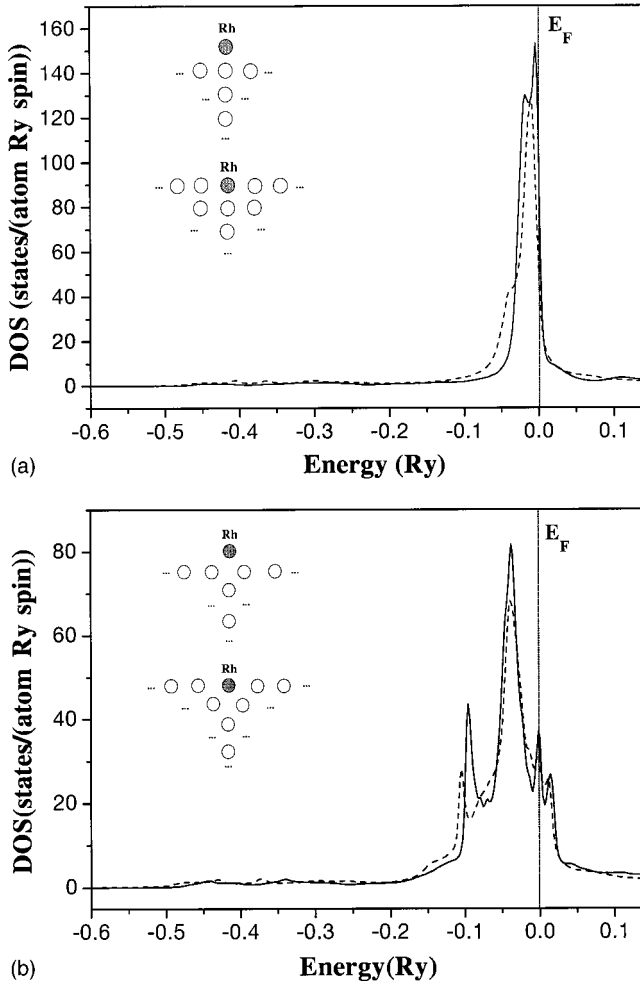 160
140
120
100
80
60
40
20
0
DOS (states/(atom Ry spin))
Rh
... ...
... ...
...
Rh
... ...
... ...
...
E_F
-0.6 -0.5 -0.4 -0.3 -0.2 -0.1 0.0 0.1
(a) Energy (Ry)
80
60
40
20
0
DOS(states/(atom Ry spin))
Rh
... ...
... ...
...
Rh
... ...
... ...
... ...
...
E_F
-0.6 -0.5 -0.4 -0.3 -0.2 -0.1 0.0 0.1
(b) Energy(Ry)